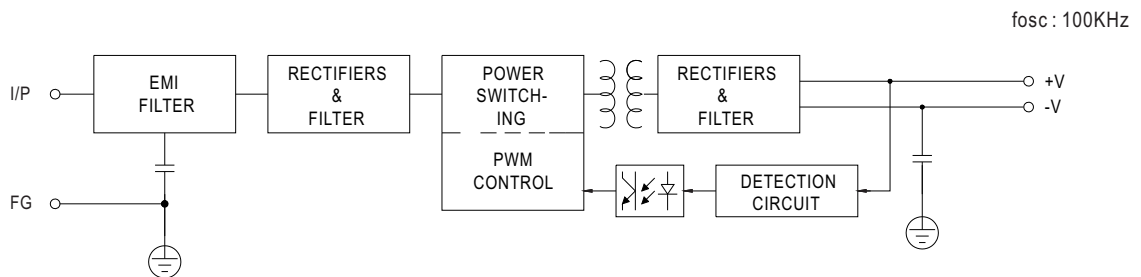 fosc : 100KHz
I/P
EMI
FILTER
RECTIFIERS
&
FILTER
POWER
SWITCH-
ING
PWM
CONTROL
RECTIFIERS
&
FILTER
+V
-V
DETECTION
CIRCUIT
FG